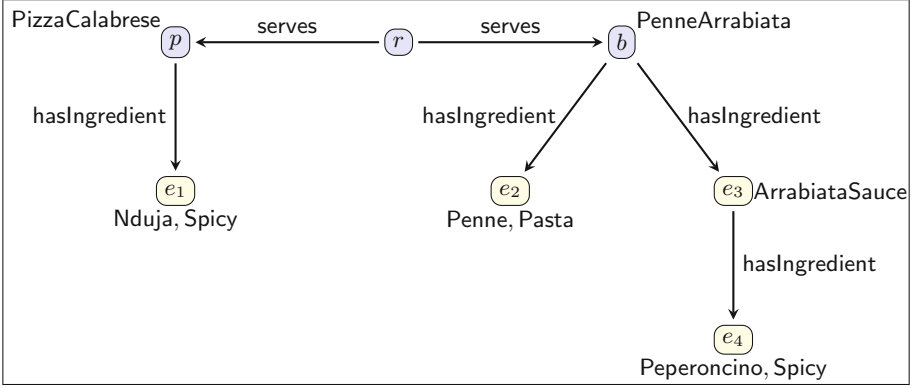 PizzaCalabrese
p
serves
r
serves
b
PenneArrabiata
hasIngredient
hasIngredient
hasIngredient
e1
Nduja, Spicy
e2
Penne, Pasta
e3
ArrabiataSauce
hasIngredient
e4
Peperoncino, Spicy